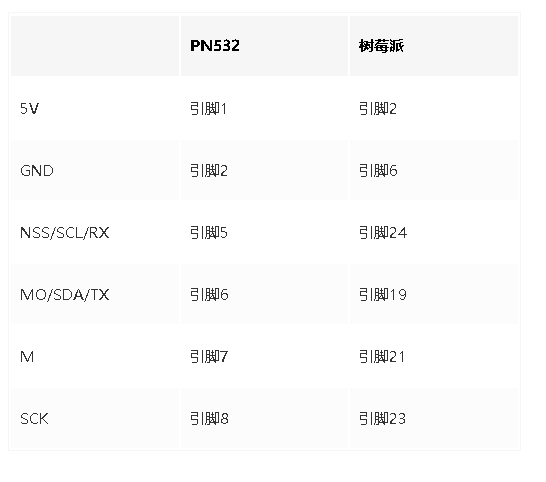 PN532 树莓派
5V 引脚1 引脚2
GND 引脚2 引脚6
NSS/SCL/RX 引脚5 引脚24
MO/SDA/TX 引脚6 引脚19
M 引脚7 引脚21
SCK 引脚8 引脚23